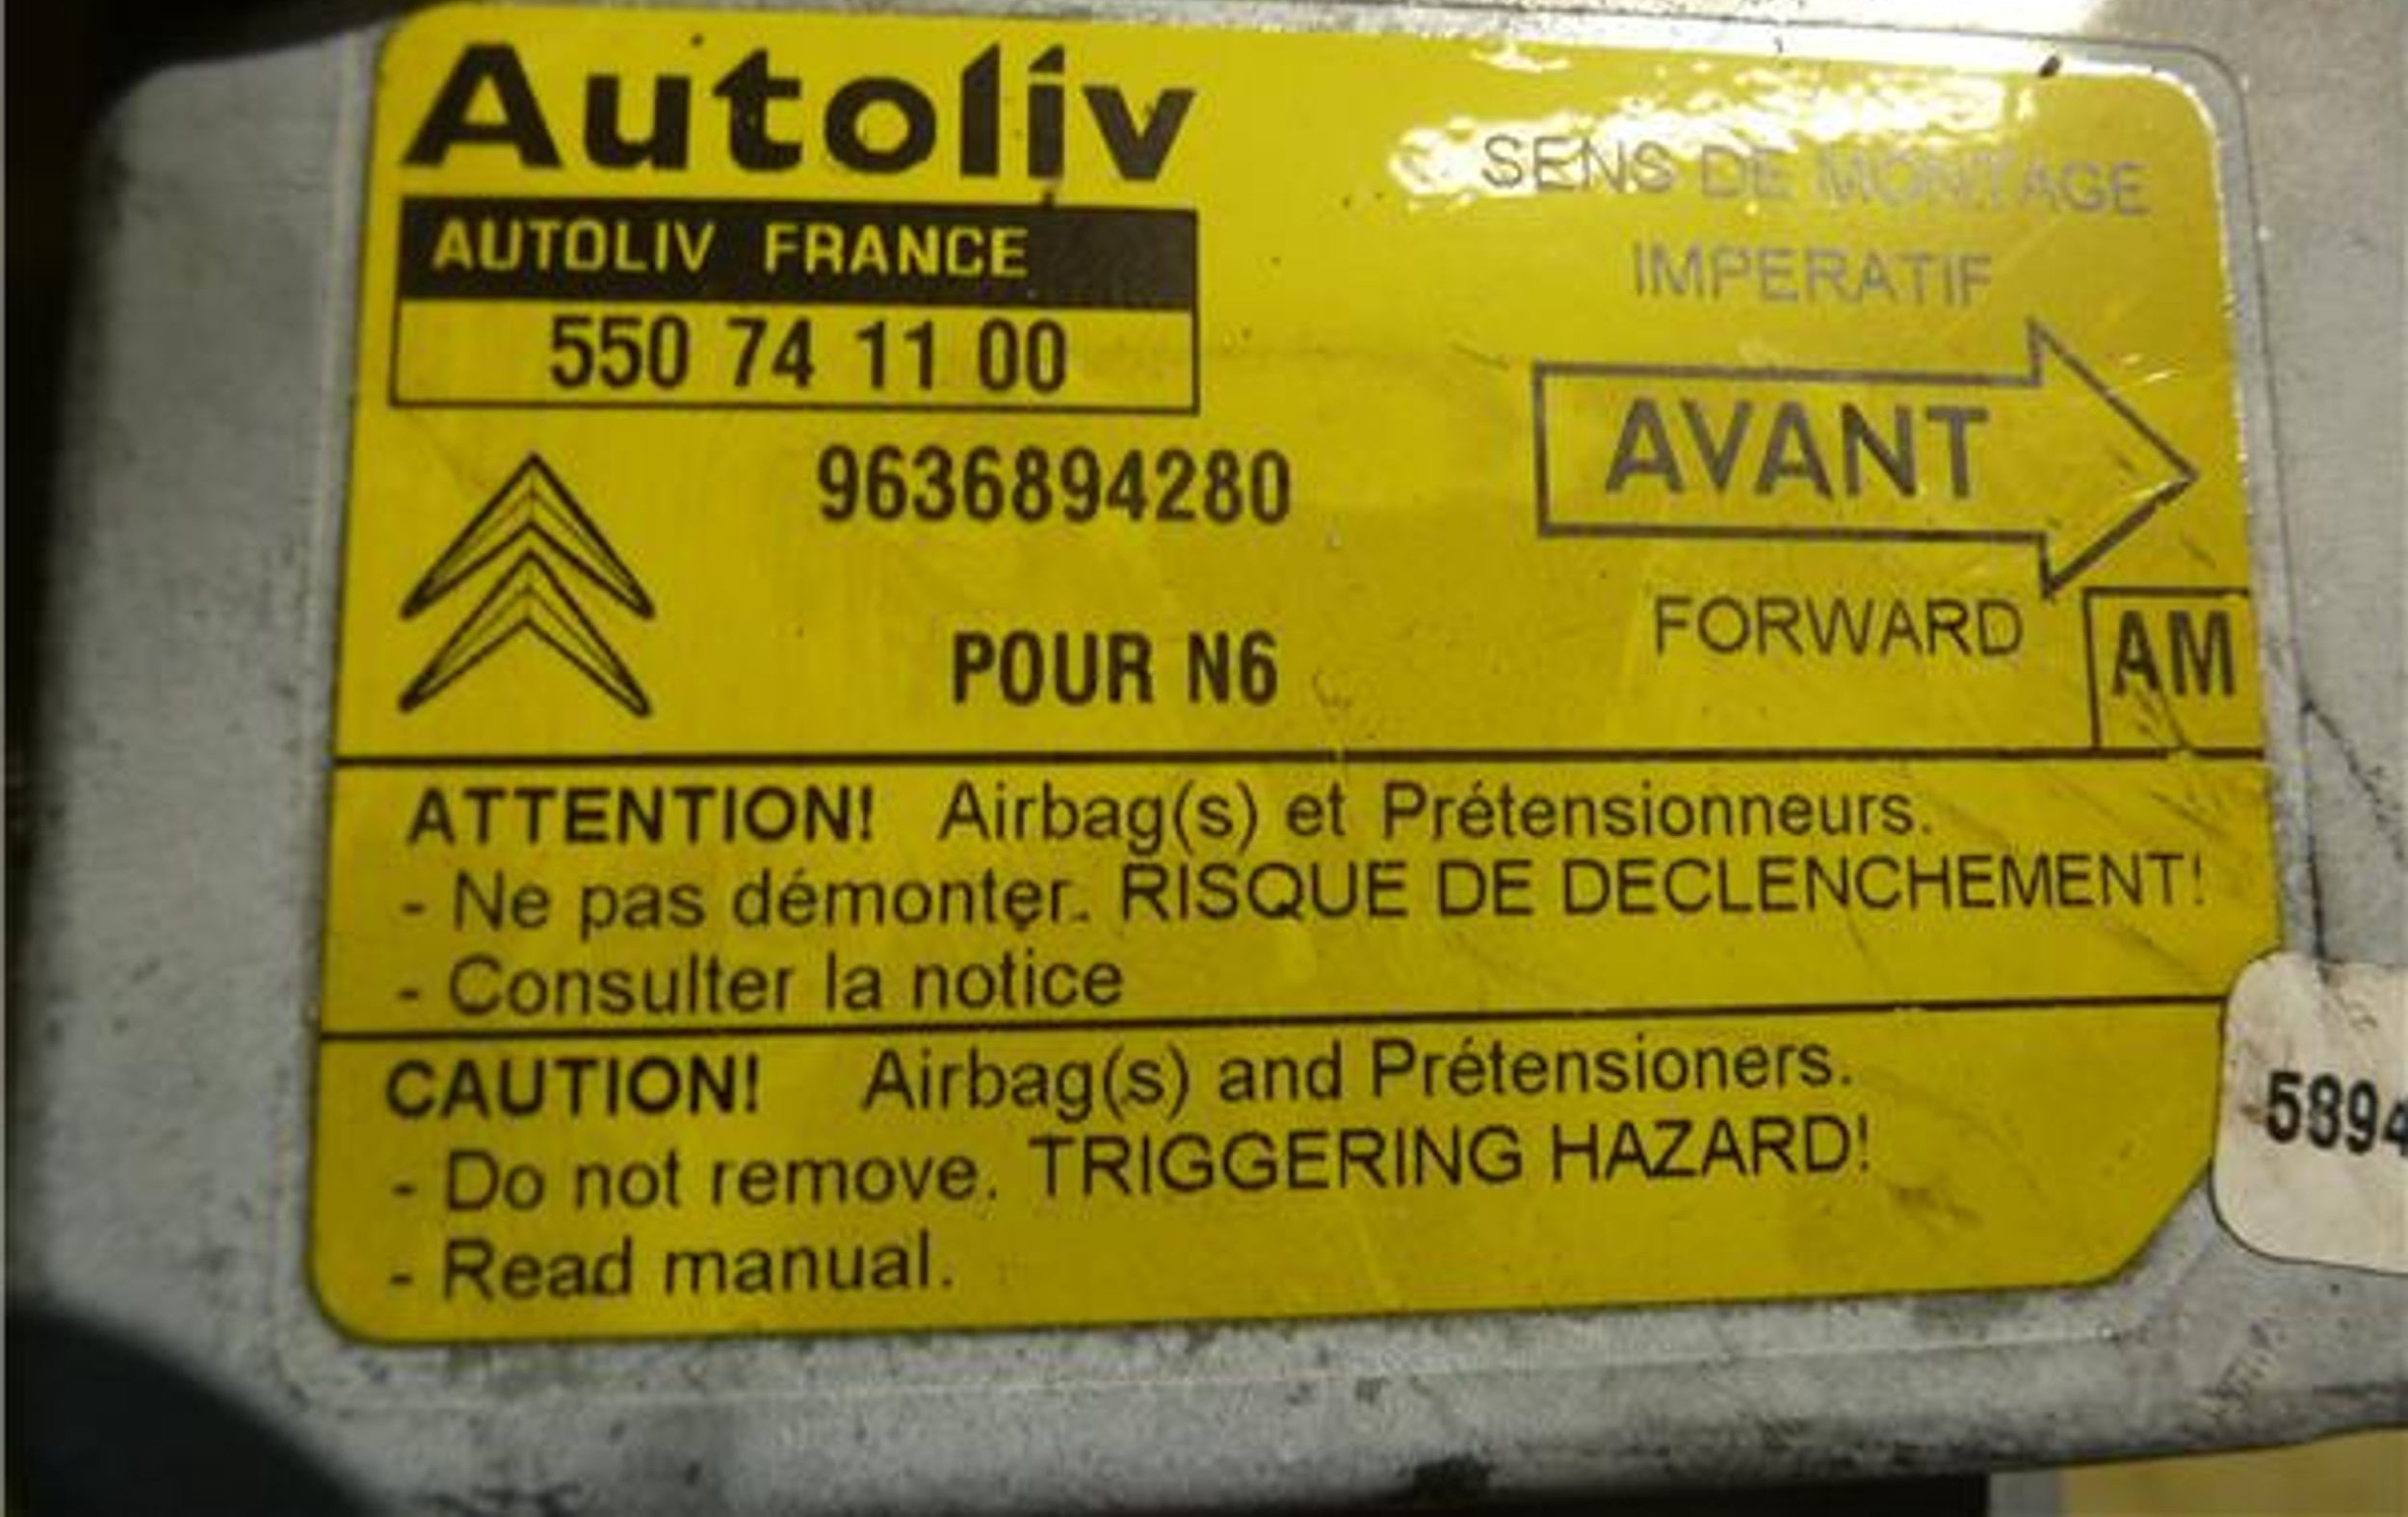 Autoliv
AUTOLIV FRANCE
550 74 11 00
SENS DE MONTAGE
IMPERATIF
AVANT
FORWARD
9636894280
POUR N6
AM
ATTENTION! Airbag(s) et Prétensionneurs.
- Ne pas démonter. RISQUE DE DECLENCHEMENT!
- Consulter la notice
CAUTION! Airbag(s) and Prétensioners.
- Do not remove. TRIGGERING HAZARD!
- Read manual.
5894